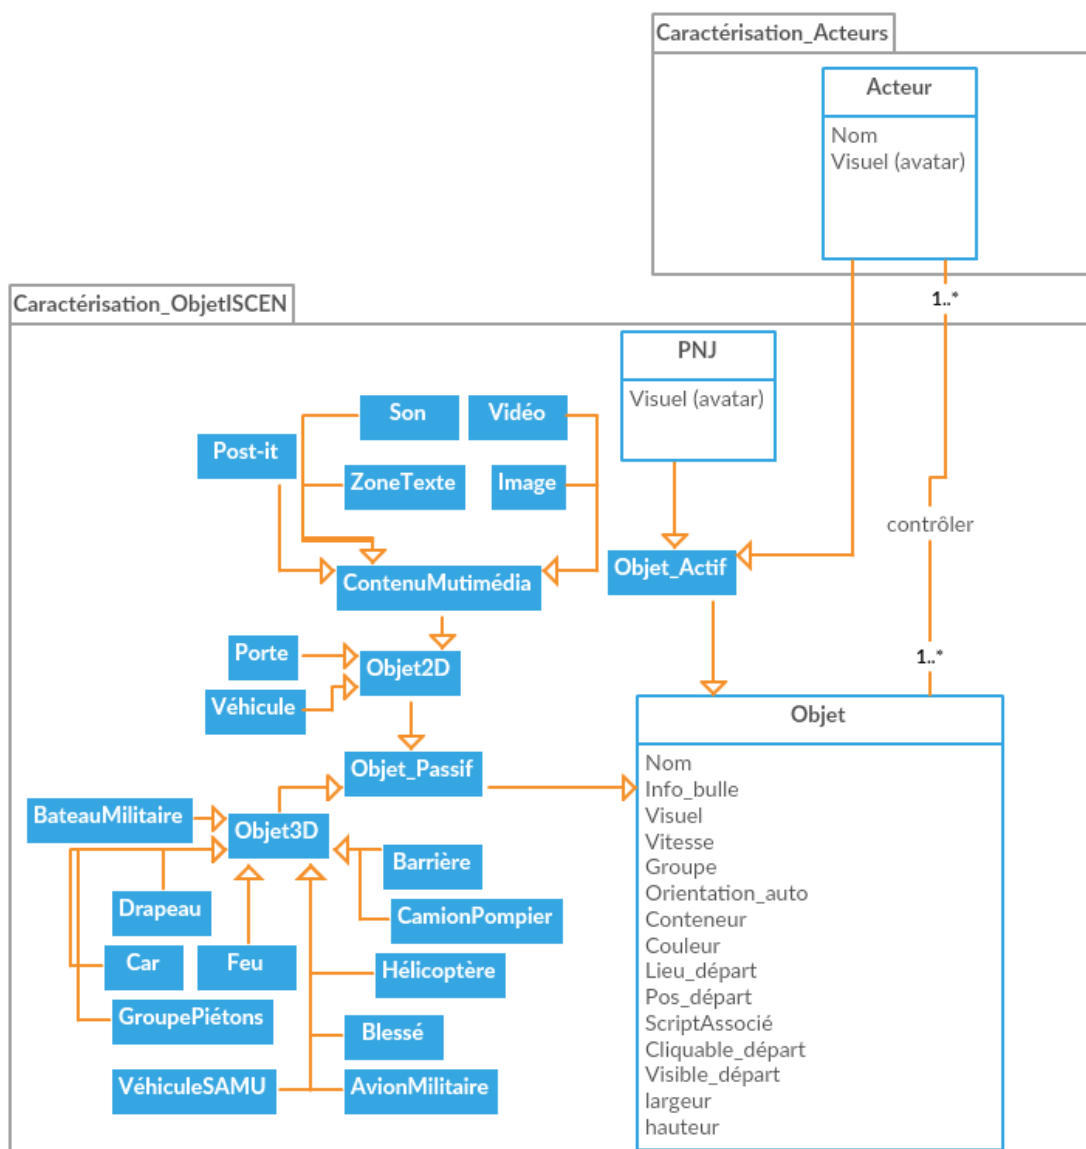 Caractérisation_Acteurs
Acteur
Nom
Visuel (avatar)
1..*
Caractérisation_ObjetISCEN
PNJ
Visuel (avatar)
Son
Vidéo
Post-it
ZoneTexte
Image
contrôler
ContenuMutimédia
Objet_Actif
Porte
Objet2D
1..*
Véhicule
Objet_Passif
Objet
Nom
Info_bulle
Visuel
Vitesse
Groupe
Orientation_auto
Conteneur
Couleur
Lieu_départ
Pos_départ
ScriptAssocié
Cliquable_départ
Visible_départ
largeur
hauteur
BateauMilitaire
Objet3D
Barrière
Drapeau
CamionPompier
Car
Feu
Hélicoptère
GroupePiétons
Blessé
VéhiculeSAMU
AvionMilitaire